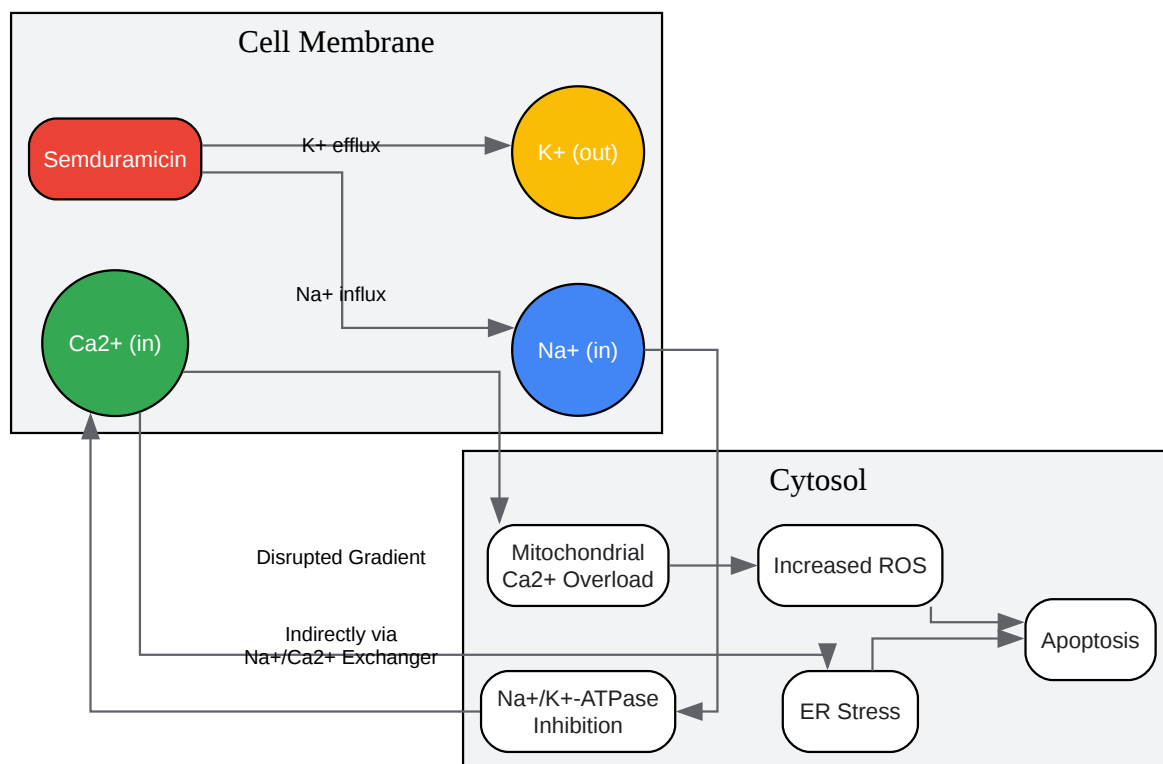 Cell Membrane
Semduramicin
K+ efflux
K+ (out)
Na+ influx
Ca2+ (in)
Na+ (in)
Cytosol
Disrupted Gradient
Mitochondrial
Ca2+ Overload
Increased ROS
Apoptosis
Indirectly via
Na+/Ca2+ Exchanger
Na+/K+-ATPase
Inhibition
ER Stress